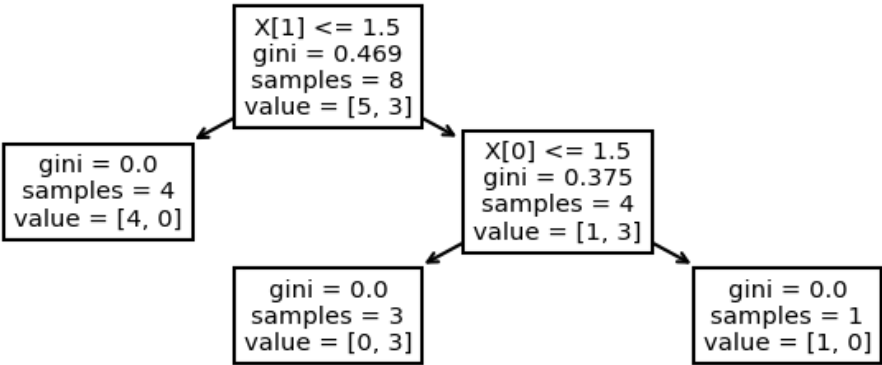 X[1] <= 1.5
gini = 0.469
samples = 8
value = [5, 3]
gini = 0.0
samples = 4
value = [4, 0]
X[0] <= 1.5
gini = 0.375
samples = 4
value = [1, 3]
gini = 0.0
samples = 3
value = [0, 3]
gini = 0.0
samples = 1
value = [1, 0]